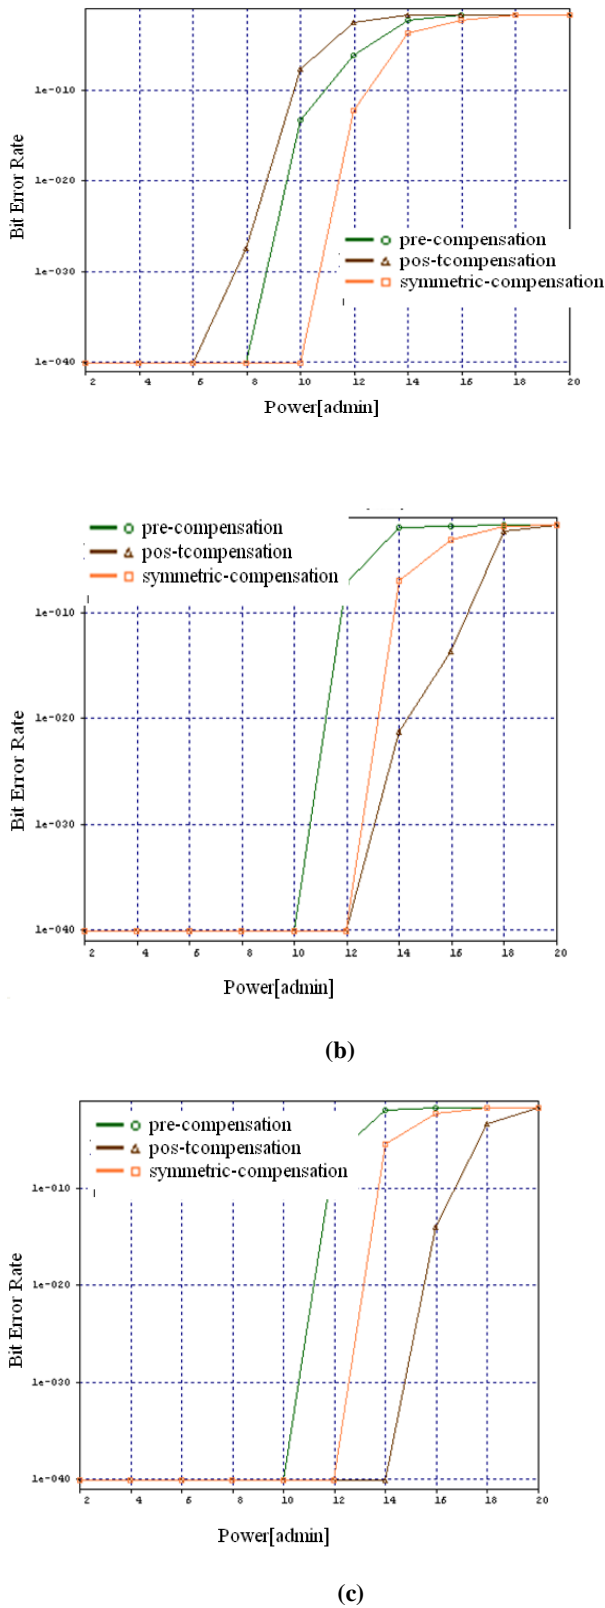 Bit Error Rate
1e-010
1e-020
1e-030
1e-040
pre-compensation
pos-tcompensation
symmetric-compensation
2 4 6 8 10 12 14 16 18 20
Power[admin]
pre-compensation
pos-tcompensation
symmetric-compensation
Bit Error Rate
1e-010
1e-020
1e-030
1e-040
2 4 6 8 10 12 14 16 18 20
Power[admin]
(b)
pre-compensation
pos-tcompensation
symmetric-compensation
Bit Error Rate
1e-010
1e-020
1e-030
1e-040
2 4 6 8 10 12 14 16 18 20
Power[admin]
(c)